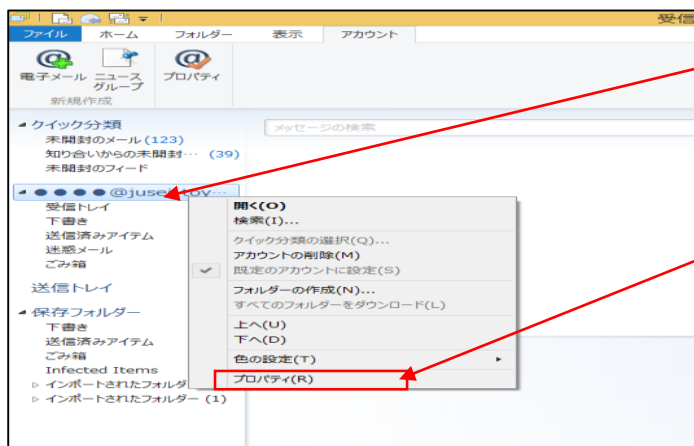 受信
ファイル ホーム フォルダー 表示 アカウント
電子メール ニュース グループ プロパティ
新規作成
クイック分類
メッセージの検索
未開封のメール (123)
知り合いからの未開封… (39)
未開封のフィード
●●●●@jusei-toy…
受信トレイ
下書き
送信済みアイテム
迷惑メール
ごみ箱
送信トレイ
保存フォルダー
下書き
送信済みアイテム
ごみ箱
Infected Items
インポートされたフォルダ
インポートされたフォルダー (1)
開く(O)
検索(I)...
クイック分類の選択(Q)...
アカウントの削除(M)
既定のアカウントに設定(S)
フォルダーの作成(N)...
すべてのフォルダーをダウンロード(L)
上へ(U)
下へ(D)
色の設定(T)
プロパティ(R)